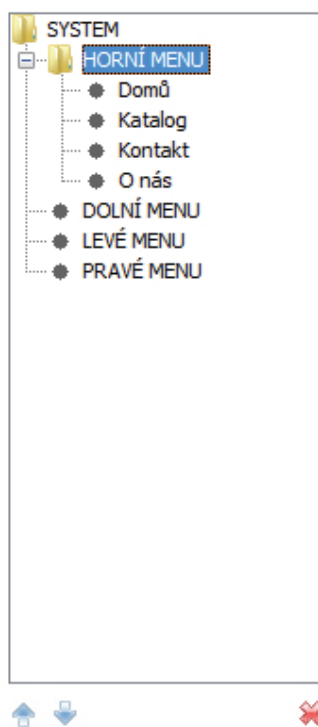 SYSTEM
HORNÍ MENU
Domů
Katalog
Kontakt
O nás
DOLNÍ MENU
LEVÉ MENU
PRAVÉ MENU